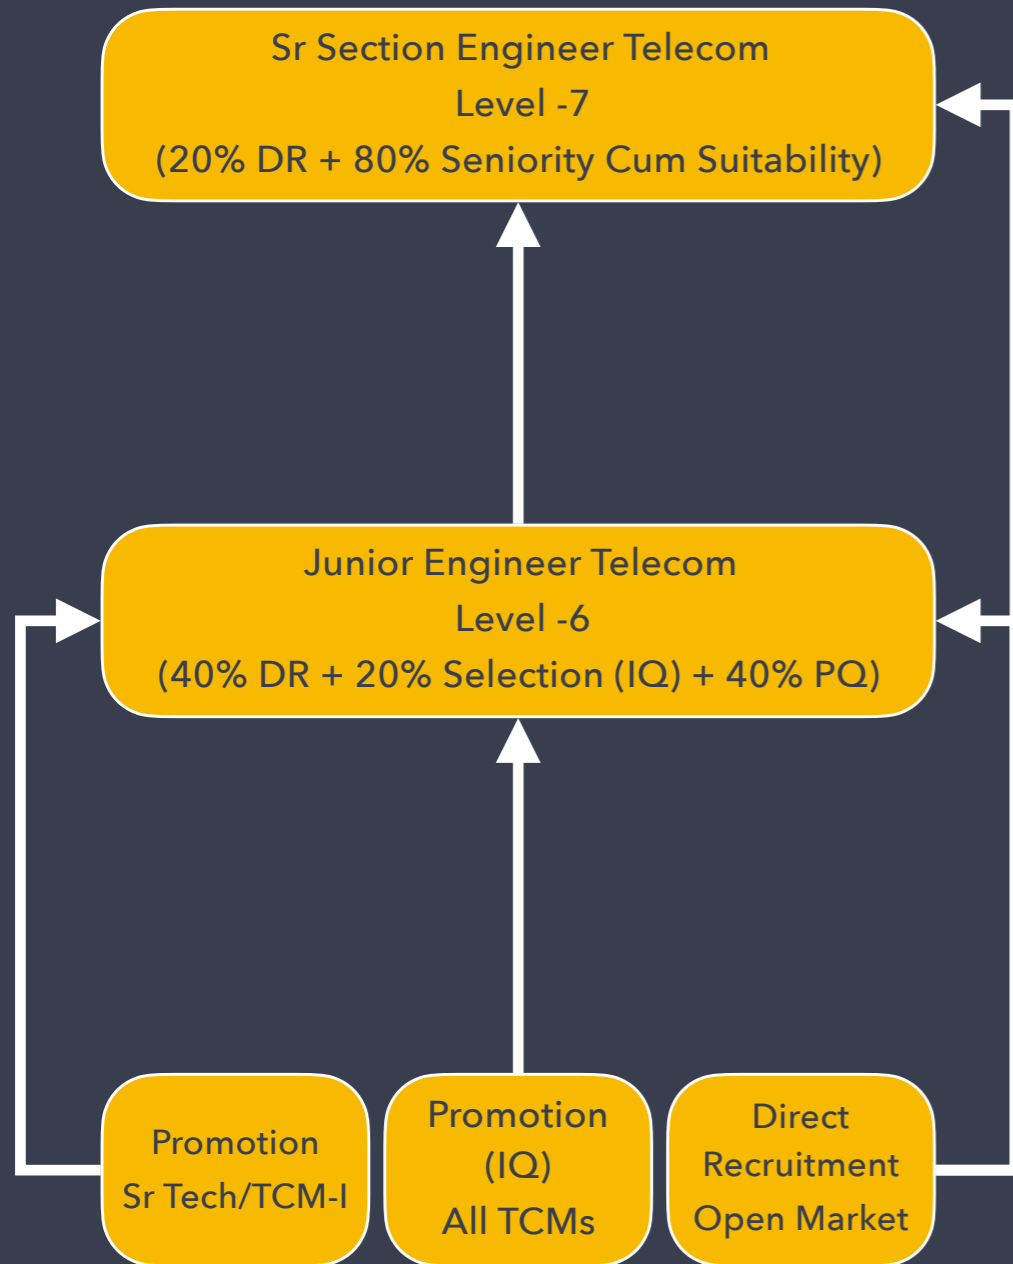 Sr Section Engineer Telecom
Level -7
(20% DR + 80% Seniority Cum Suitability)
Junior Engineer Telecom
Level -6
(40% DR + 20% Selection (IQ) + 40% PQ)
Promotion
Sr Tech/TCM-I
Promotion
(IQ)
All TCMs
Direct
Recruitment
Open Market